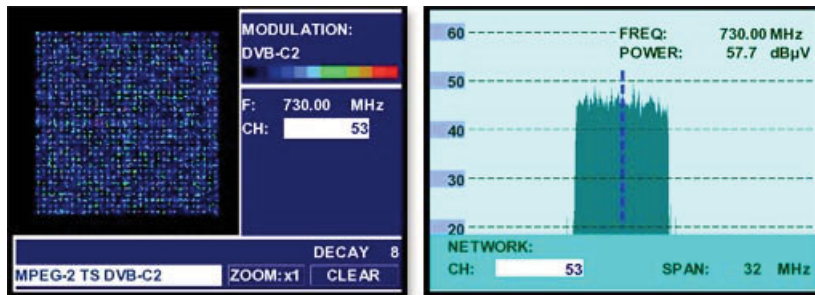 MODULATION:
DVB-C2
F: 730.00 MHz
CH: 53
DECAY 8
MPEG-2 TS DVB-C2 ZOOM: x1 CLEAR
60 FREQ: 730.00 MHz
POWER: 57.7 dBµV
50
40
30
20
NETWORK:
CH: 53 SPAN: 32 MHz